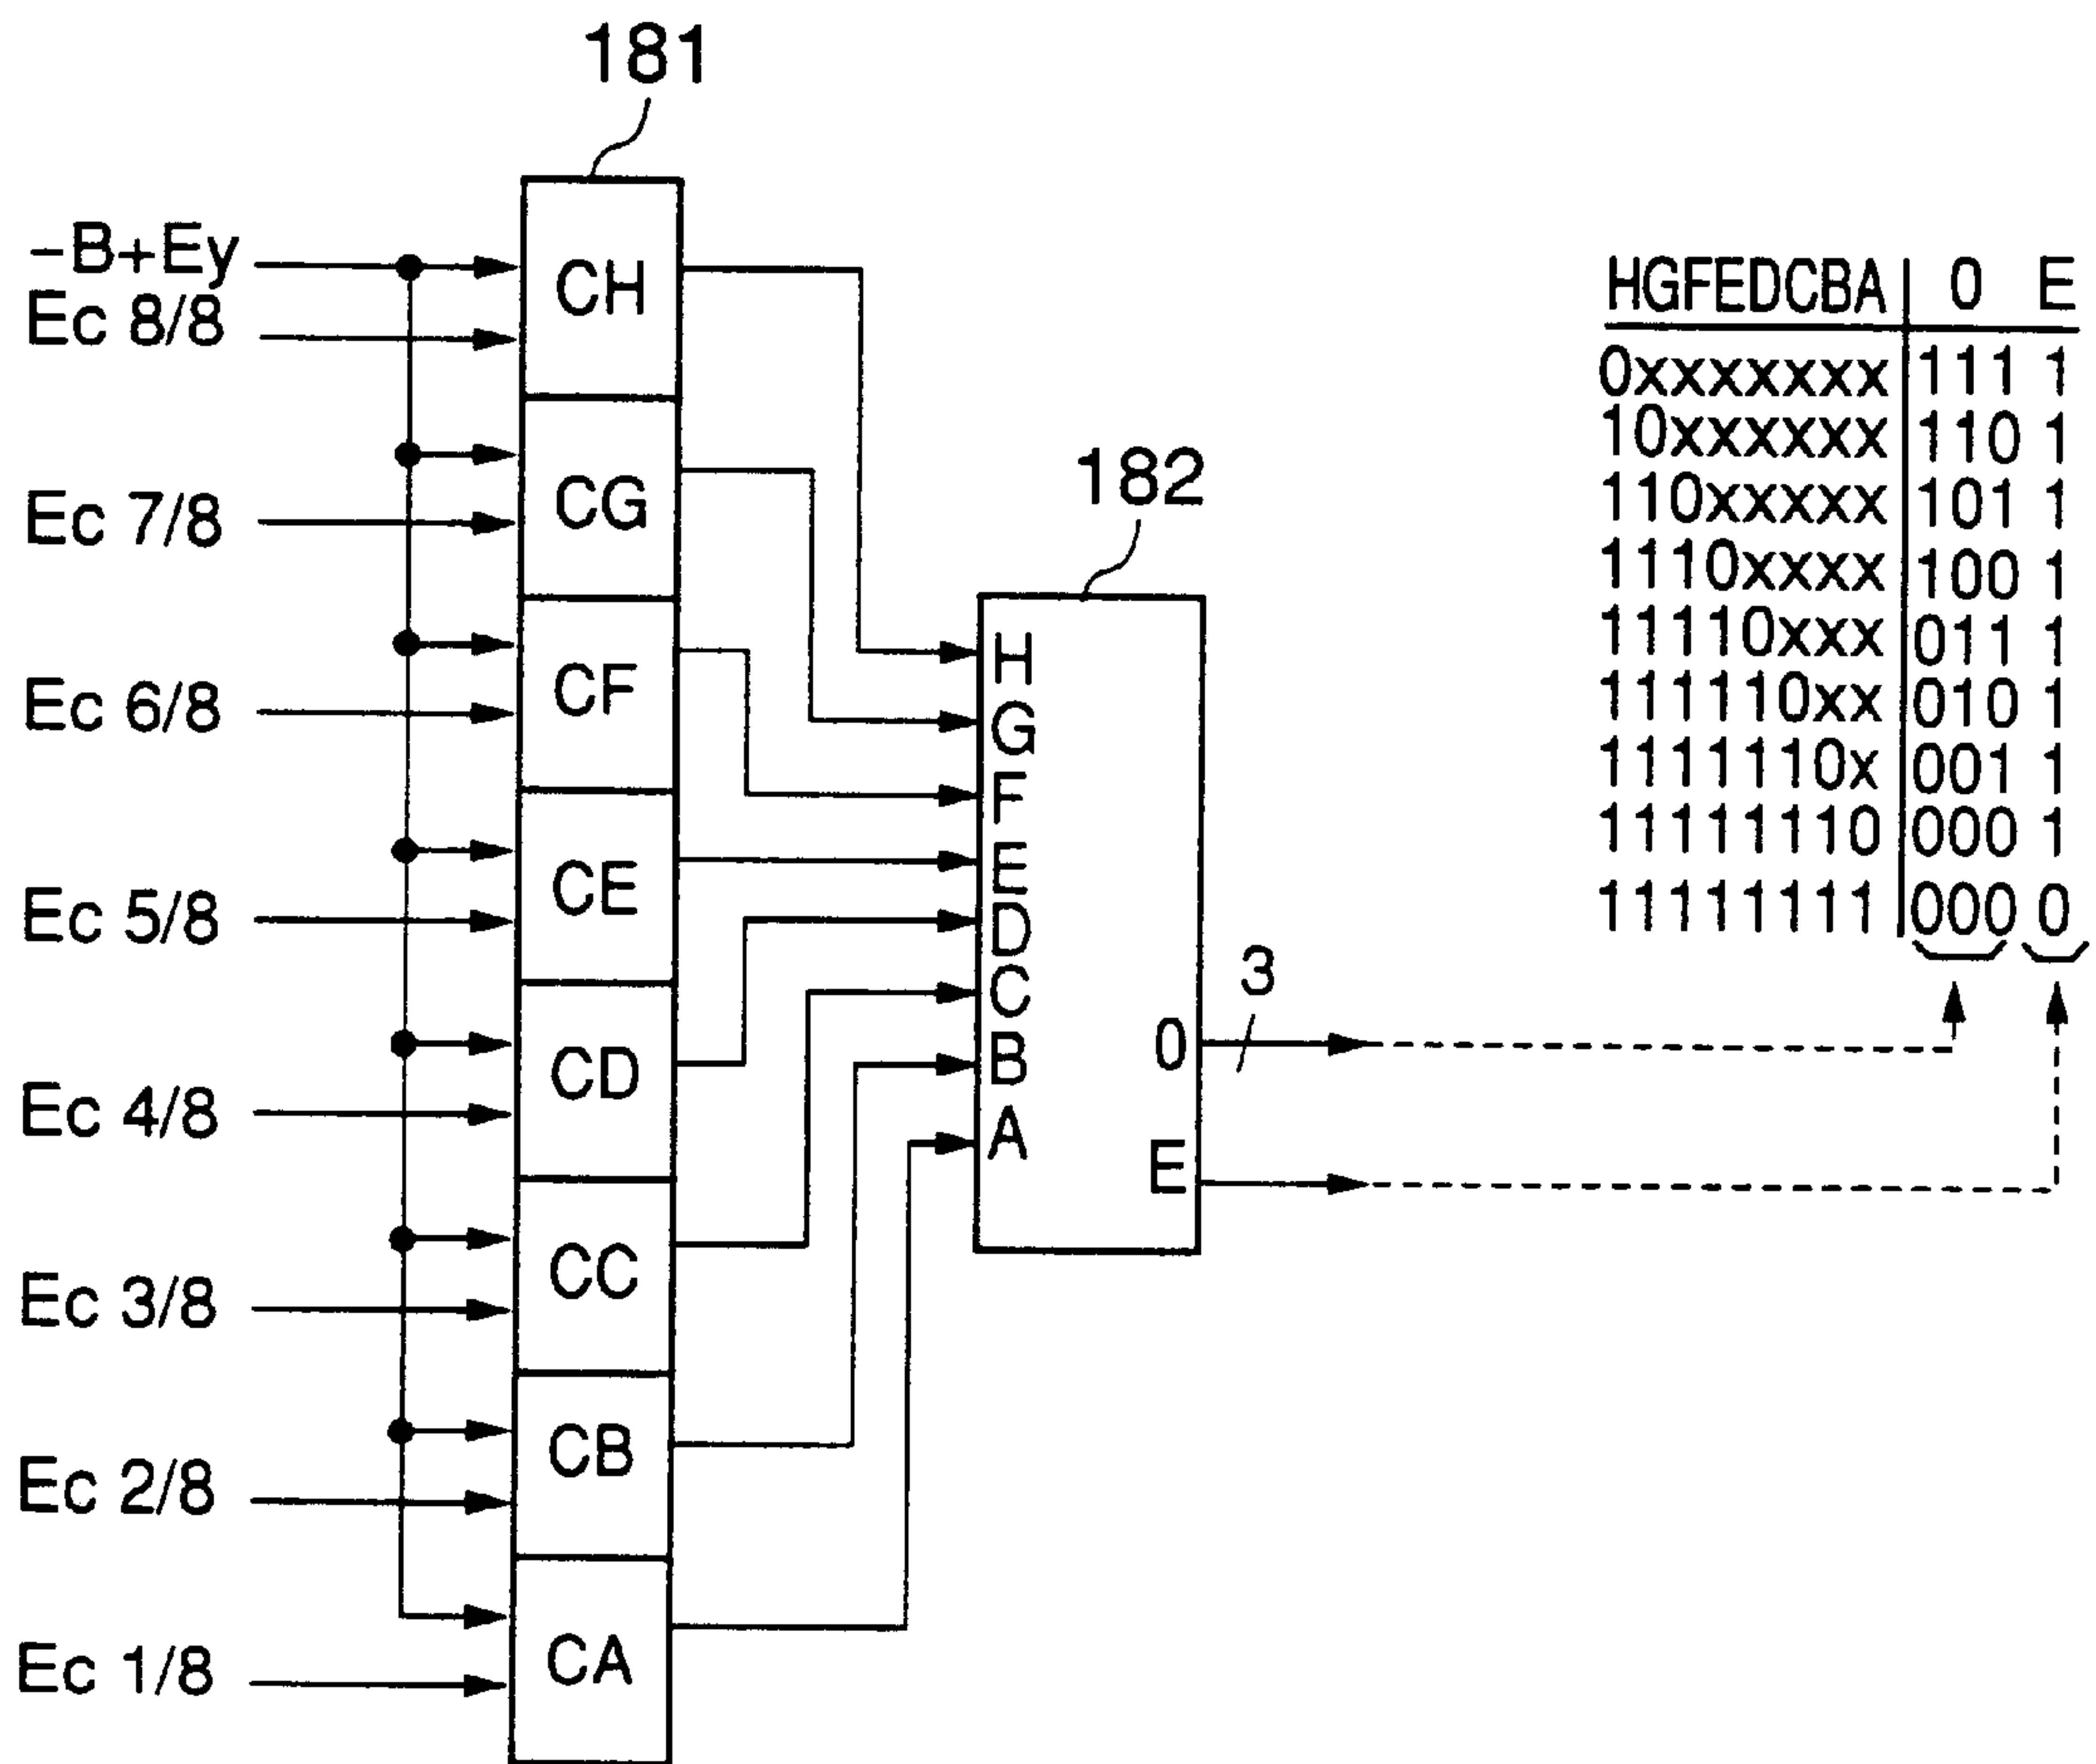 181
-B+Ey
Ec 8/8
Ec 7/8
Ec 6/8
Ec 5/8
Ec 4/8
Ec 3/8
Ec 2/8
Ec 1/8
CH
CG
CF
CE
CD
CC
CB
CA
182
H
G
F
E
D
C
B
A
0
E
3
HGFEDCBA 0 E
0xxxxxxx 111 1
10xxxxxx 110 1
110xxxxx 101 1
1110xxxx 100 1
11110xxx 011 1
111110xx 010 1
1111110x 001 1
11111110 000 1
11111111 000 0